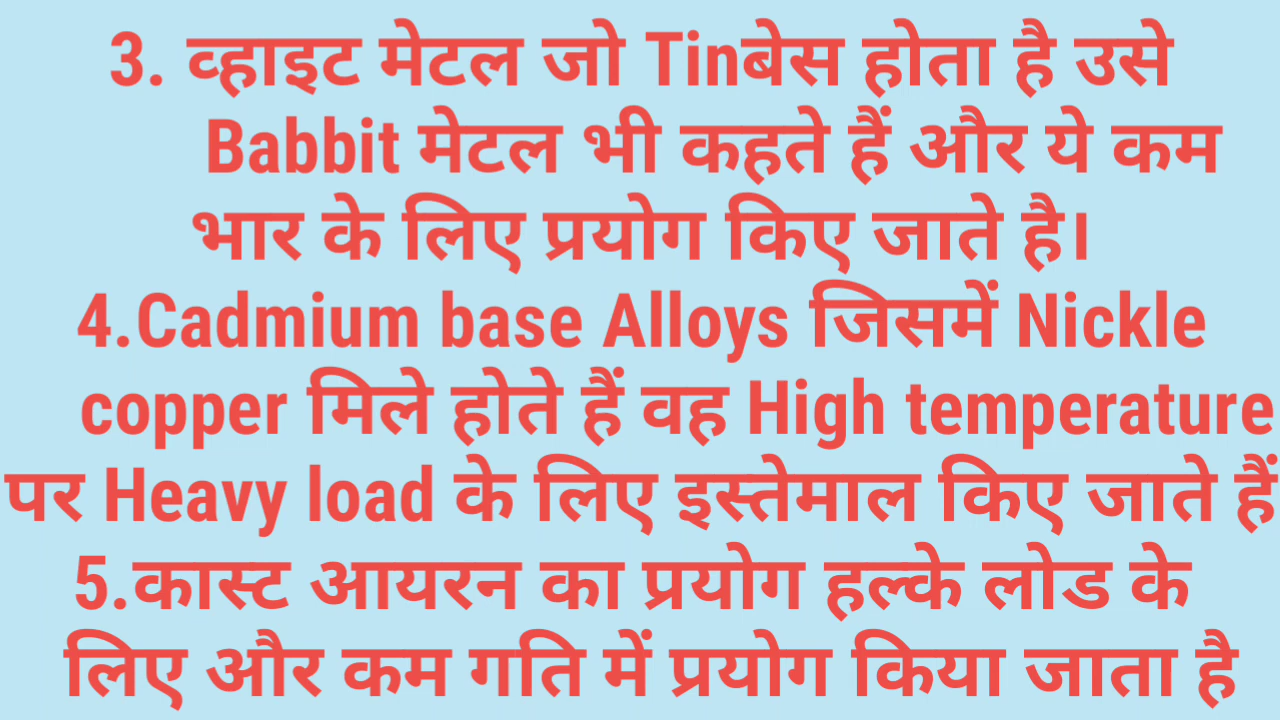 3. व्हाइट मेटल जो Tinबेस होता है उसे
Babbit मेटल भी कहते हैं और ये कम
भार के लिए प्रयोग किए जाते है।
4.Cadmium base Alloys जिसमें Nickle
copper मिले होते हैं वह High temperature
पर Heavy load के लिए इस्तेमाल किए जाते हैं
5.कास्ट आयरन का प्रयोग हल्के लोड के
लिए और कम गति में प्रयोग किया जाता है